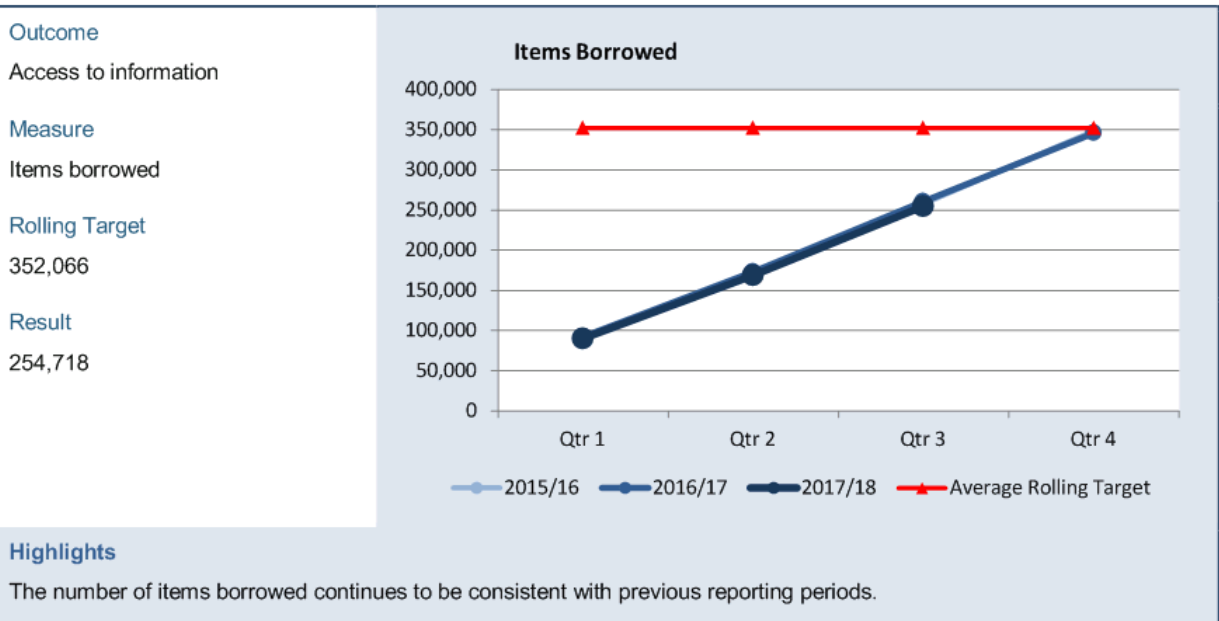 Outcome
Access to information
Measure
Items borrowed
Rolling Target
352,066
Result
254,718
Items Borrowed
400,000
350,000
300,000
250,000
200,000
150,000
100,000
50,000
0
Qtr 1 Qtr 2 Qtr 3 Qtr 4
2015/16 2016/17 2017/18 Average Rolling Target
Highlights
The number of items borrowed continues to be consistent with previous reporting periods.